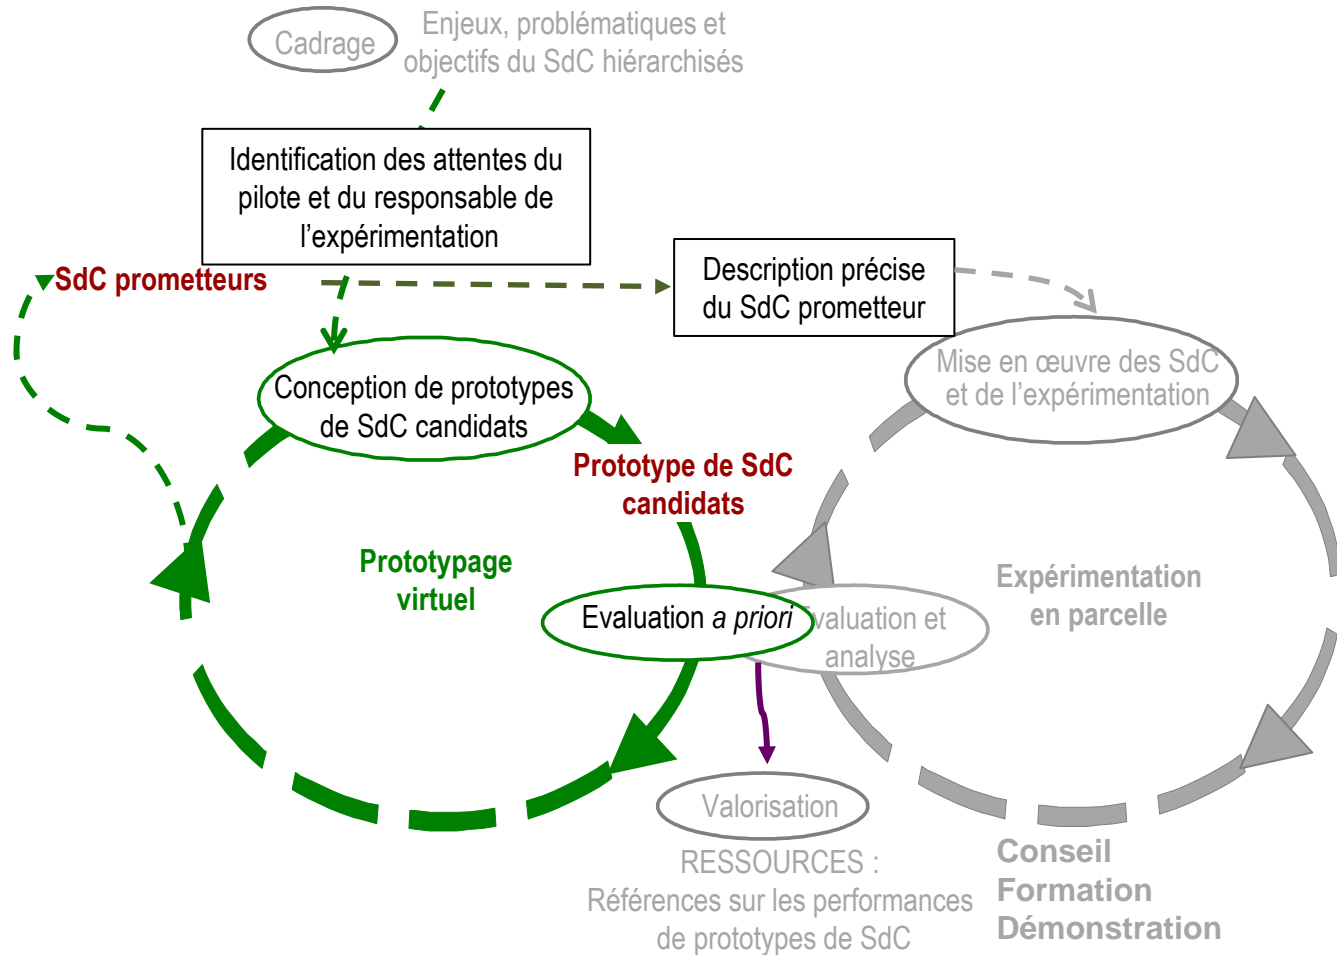 Cadrage
Enjeux, problématiques et
objectifs du SdC hiérarchisés
Identification des attentes du
pilote et du responsable de
l’expérimentation
SdC prometteurs
Description précise
du SdC prometteur
Mise en œuvre des SdC
et de l’expérimentation
Conception de prototypes
de SdC candidats
Prototype de SdC
candidats
Prototypage
virtuel
Expérimentation
en parcelle
Evaluation a priori
valuation et
analyse
Valorisation
RESSOURCES :
Références sur les performances
de prototypes de SdC
Conseil
Formation
Démonstration